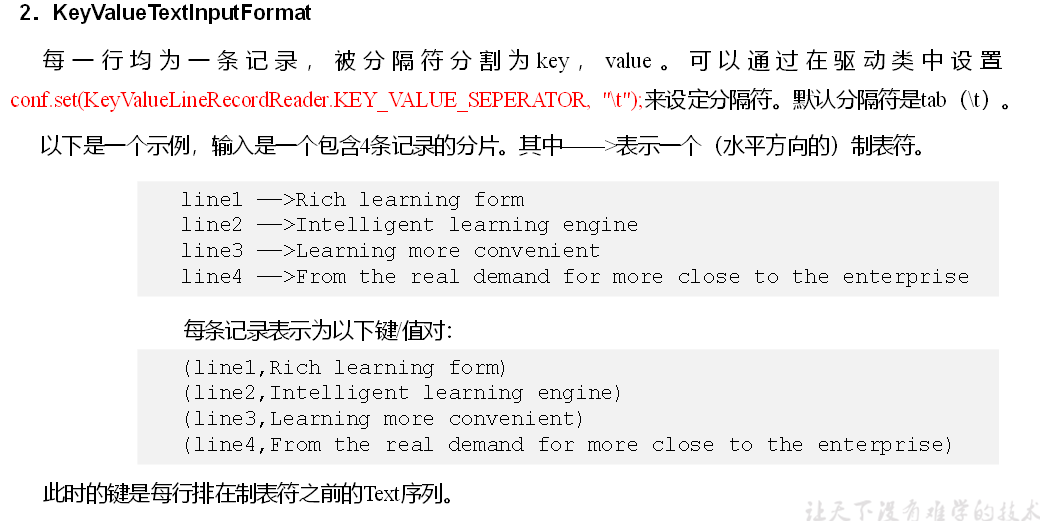 2．KeyValueTextInputFormat
每一行均为一条记录，被分隔符分割为key，value。可以通过在驱动类中设置
conf.set(KeyValueLineRecordReader.KEY_VALUE_SEPERATOR, "\t");来设定分隔符。默认分隔符是tab（\t）。
以下是一个示例，输入是一个包含4条记录的分片。其中——>表示一个（水平方向的）制表符。
line1 ——>Rich learning form
line2 ——>Intelligent learning engine
line3 ——>Learning more convenient
line4 ——>From the real demand for more close to the enterprise
每条记录表示为以下键/值对：
(line1,Rich learning form)
(line2,Intelligent learning engine)
(line3,Learning more convenient)
(line4,From the real demand for more close to the enterprise)
此时的键是每行排在制表符之前的Text序列。
让天下没有难学的技术